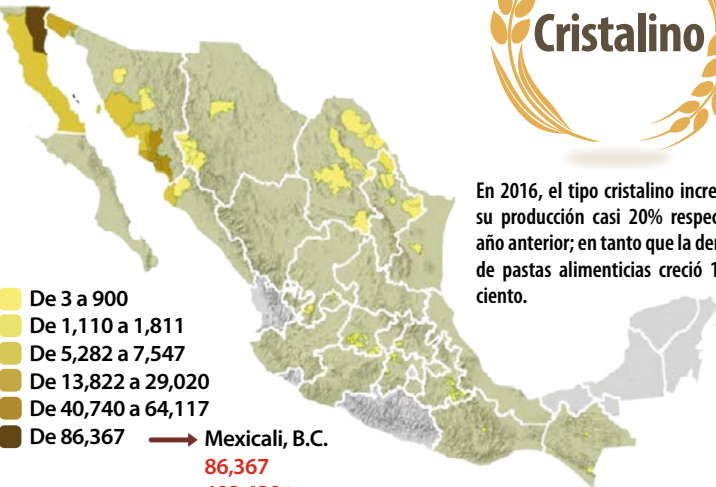 Cristalino
En 2016, el tipo cristalino incre
su producción casi 20% respec
año anterior; en tanto que la de
de pastas alimenticias creció 1
ciento.
De 3 a 900
De 1,110 a 1,811
De 5,282 a 7,547
De 13,822 a 29,020
De 40,740 a 64,117
De 86,367
Mexicali, B.C.
86,367